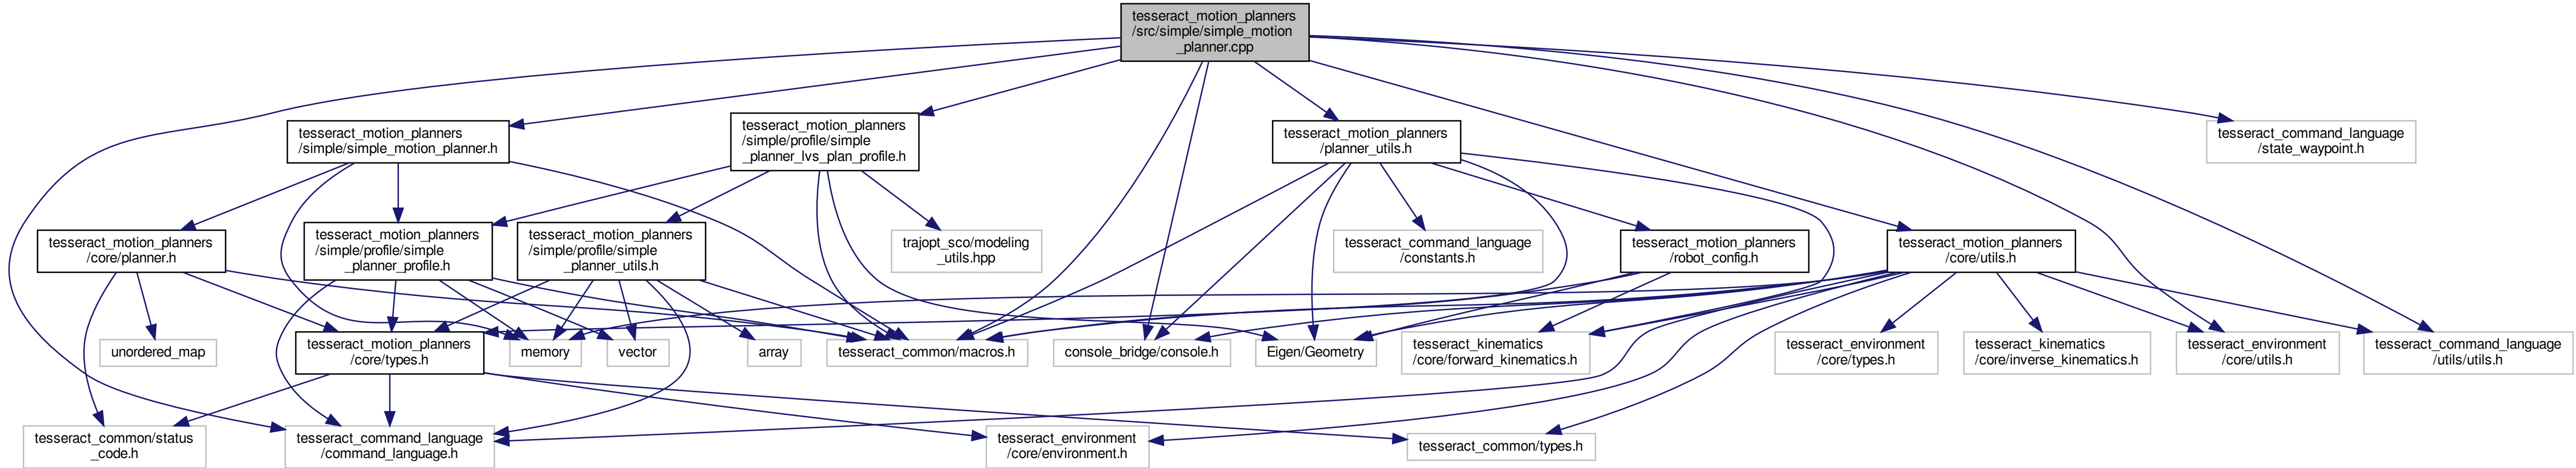 tesseract_motion_planners
/src/simple/simple_motion
_planner.cpp
tesseract_motion_planners
/simple/simple_motion_planner.h
tesseract_motion_planners
/simple/profile/simple
_planner_lvs_plan_profile.h
tesseract_motion_planners
/planner_utils.h
tesseract_command_language
/state_waypoint.h
tesseract_motion_planners
/core/planner.h
tesseract_motion_planners
/simple/profile/simple
_planner_profile.h
tesseract_motion_planners
/simple/profile/simple
_planner_utils.h
trajopt_sco/modeling
_utils.hpp
tesseract_command_language
/constants.h
tesseract_motion_planners
/robot_config.h
tesseract_motion_planners
/core/utils.h
unordered_map
tesseract_motion_planners
/core/types.h
memory
vector
array
tesseract_common/macros.h
console_bridge/console.h
Eigen/Geometry
tesseract_kinematics
/core/forward_kinematics.h
tesseract_environment
/core/types.h
tesseract_kinematics
/core/inverse_kinematics.h
tesseract_environment
/core/utils.h
tesseract_command_language
/utils/utils.h
tesseract_common/status
_code.h
tesseract_command_language
/command_language.h
tesseract_environment
/core/environment.h
tesseract_common/types.h